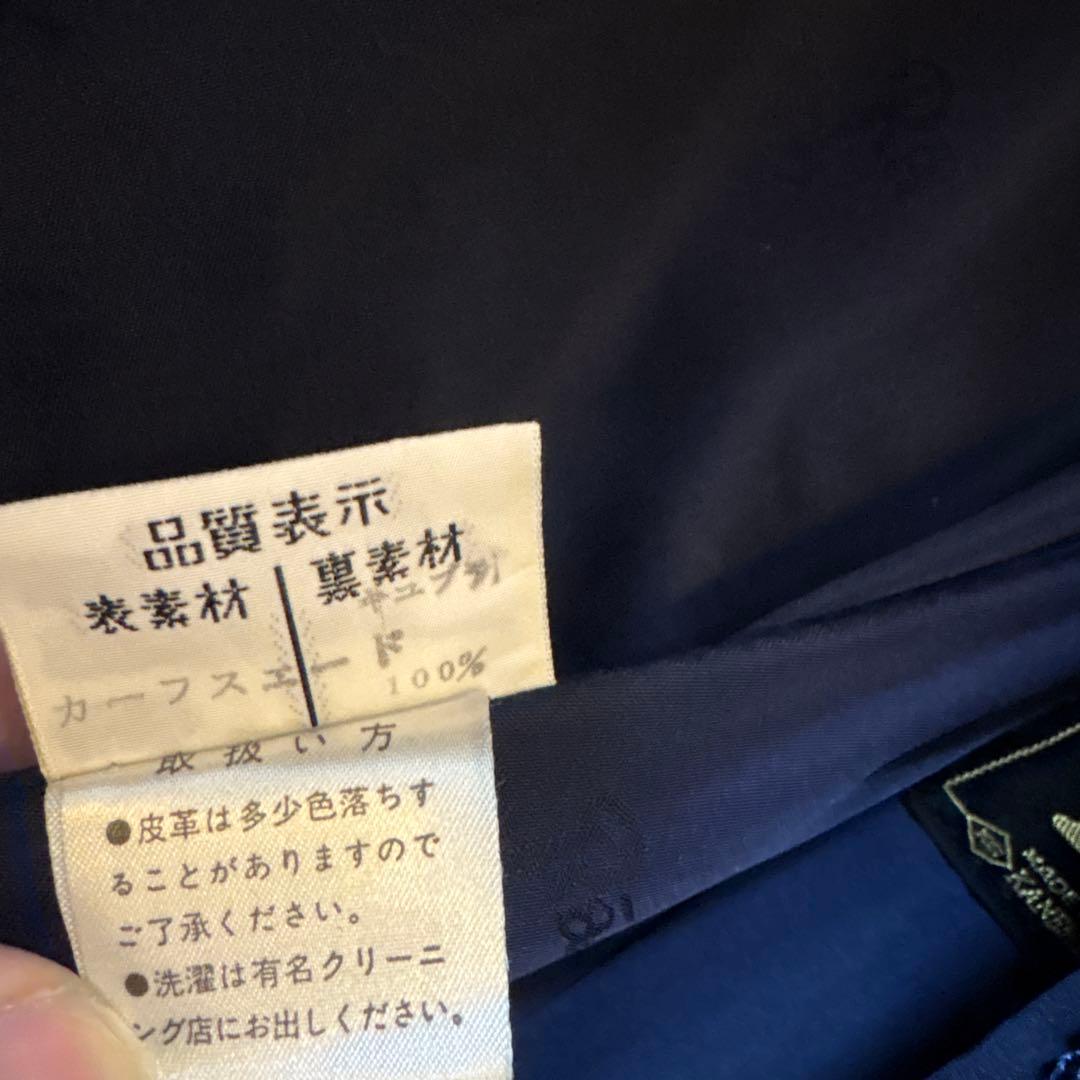 品質表示
表素材 裏素材
キュプラ
カーフスエード
100%
取扱い方
●皮革は多少色落ちす
ることがありますので
ご了承ください。
●洗濯は有名クリーニ
ング店にお出しください。